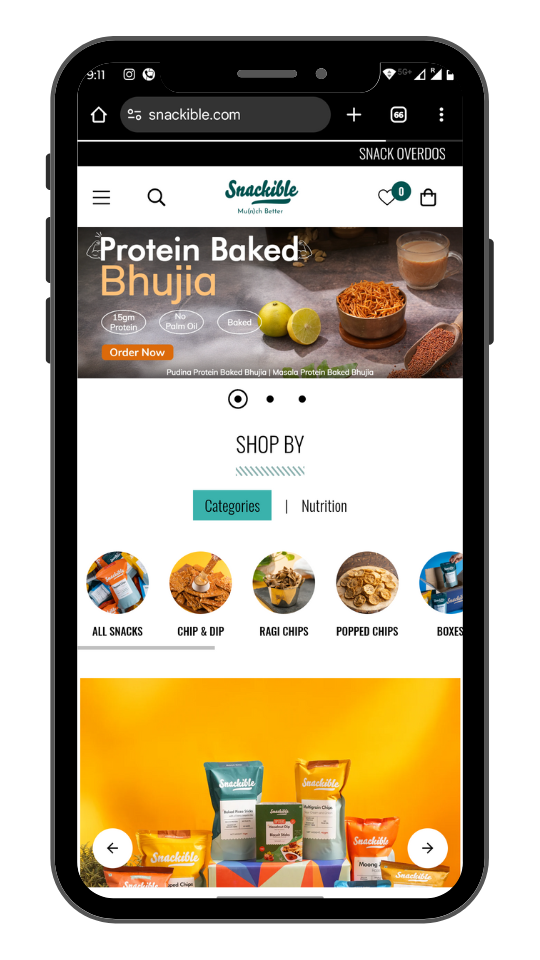 9:11
5G+
R
snackible.com
66
SNACK OVERDOS
Snackible
Mu(n)ch Better
0
Protein Baked
Bhujia
15gm
Protein
No
Palm Oil
Baked
Order Now
Pudina Protein Baked Bhujia | Masala Protein Baked Bhujia
SHOP BY
Categories | Nutrition
ALL SNACKS
CHIP & DIP
RAGI CHIPS
POPPED CHIPS
BOXES
Snackible
Snackible
Snackible
Snackible
Snackible
Snackible
Chips